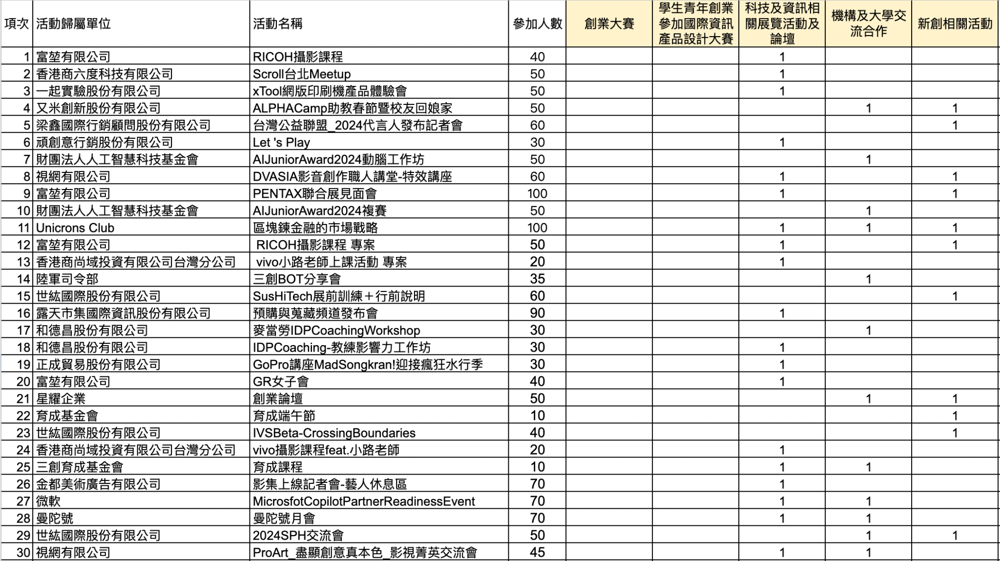 項次 活動歸屬單位 活動名稱 參加人數 創業大賽 學生青年創業參加國際資訊產品設計大賽 科技及資訊相關展覽活動及論壇 機構及大學交流合作 新創相關活動
1 富堃有限公司 RICOH攝影課程 40 1
2 香港商六度科技有限公司 Scroll台北Meetup 50 1
3 一起實驗股份有限公司 xTool網版印刷機產品體驗會 50 1
4 又米創新股份有限公司 ALPHACamp助教春節暨校友回娘家 50 1 1
5 梁鑫國際行銷顧問股份有限公司 台灣公益聯盟_2024代言人發布記者會 60 1
6 頑創意行銷股份有限公司 Let 's Play 30 1
7 財團法人人工智慧科技基金會 AIJuniorAward2024動腦工作坊 50 1
8 視網有限公司 DVASIA影音創作職人講堂-特效講座 60 1 1
9 富堃有限公司 PENTAX聯合展見面會 100 1 1
10 財團法人人工智慧科技基金會 AIJuniorAward2024複賽 50 1
11 Unicrons Club 區塊鍊金融的市場戰略 100 1 1 1
12 富堃有限公司 RICOH攝影課程 專案 50 1 1
13 香港商尚域投資有限公司台灣分公司 vivo小路老師上課活動 專案 20 1
14 陸軍司令部 三創BOT分享會 35 1
15 世紘國際股份有限公司 SusHiTech展前訓練＋行前說明 60 1
16 露天市集國際資訊股份有限公司 預購與蒐藏頻道發布會 90 1
17 和德昌股份有限公司 麥當勞IDPCoachingWorkshop 30 1
18 和德昌股份有限公司 IDPCoaching-教練影響力工作坊 30 1
19 正成貿易股份有限公司 GoPro講座MadSongkran!迎接瘋狂水行季 30 1
20 富堃有限公司 GR女子會 40 1
21 星耀企業 創業論壇 50 1 1
22 育成基金會 育成端午節 10 1
23 世紘國際股份有限公司 IVSBeta-CrossingBoundaries 40 1
24 香港商尚域投資有限公司台灣分公司 vivo攝影課程feat.小路老師 20 1
25 三創育成基金會 育成課程 10 1 1
26 金都美術廣告有限公司 影集上線記者會-藝人休息區 70 1
27 微軟 MicrosfotCopilotPartnerReadinessEvent 70 1 1
28 曼陀號 曼陀號月會 70 1 1
29 世紘國際股份有限公司 2024SPH交流會 50 1 1
30 視網有限公司 ProArt_盡顯創意真本色_影視菁英交流會 45 1 1